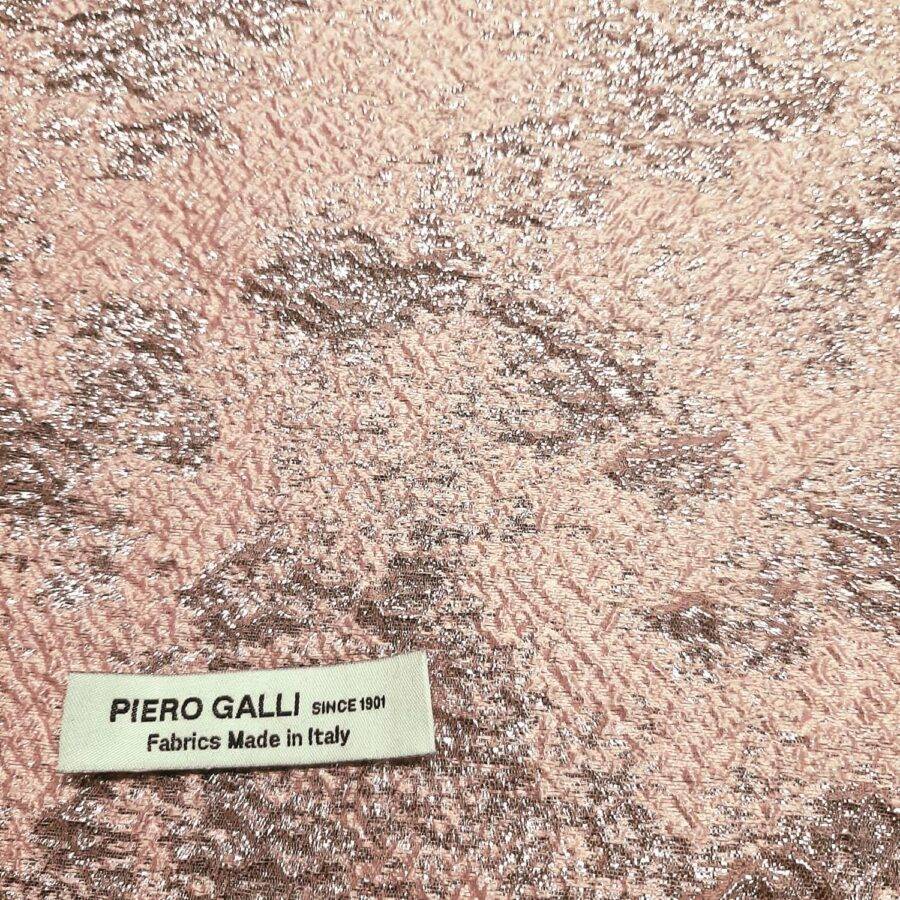 PIERO GALLI SINCE 1901
Fabrics Made in Italy